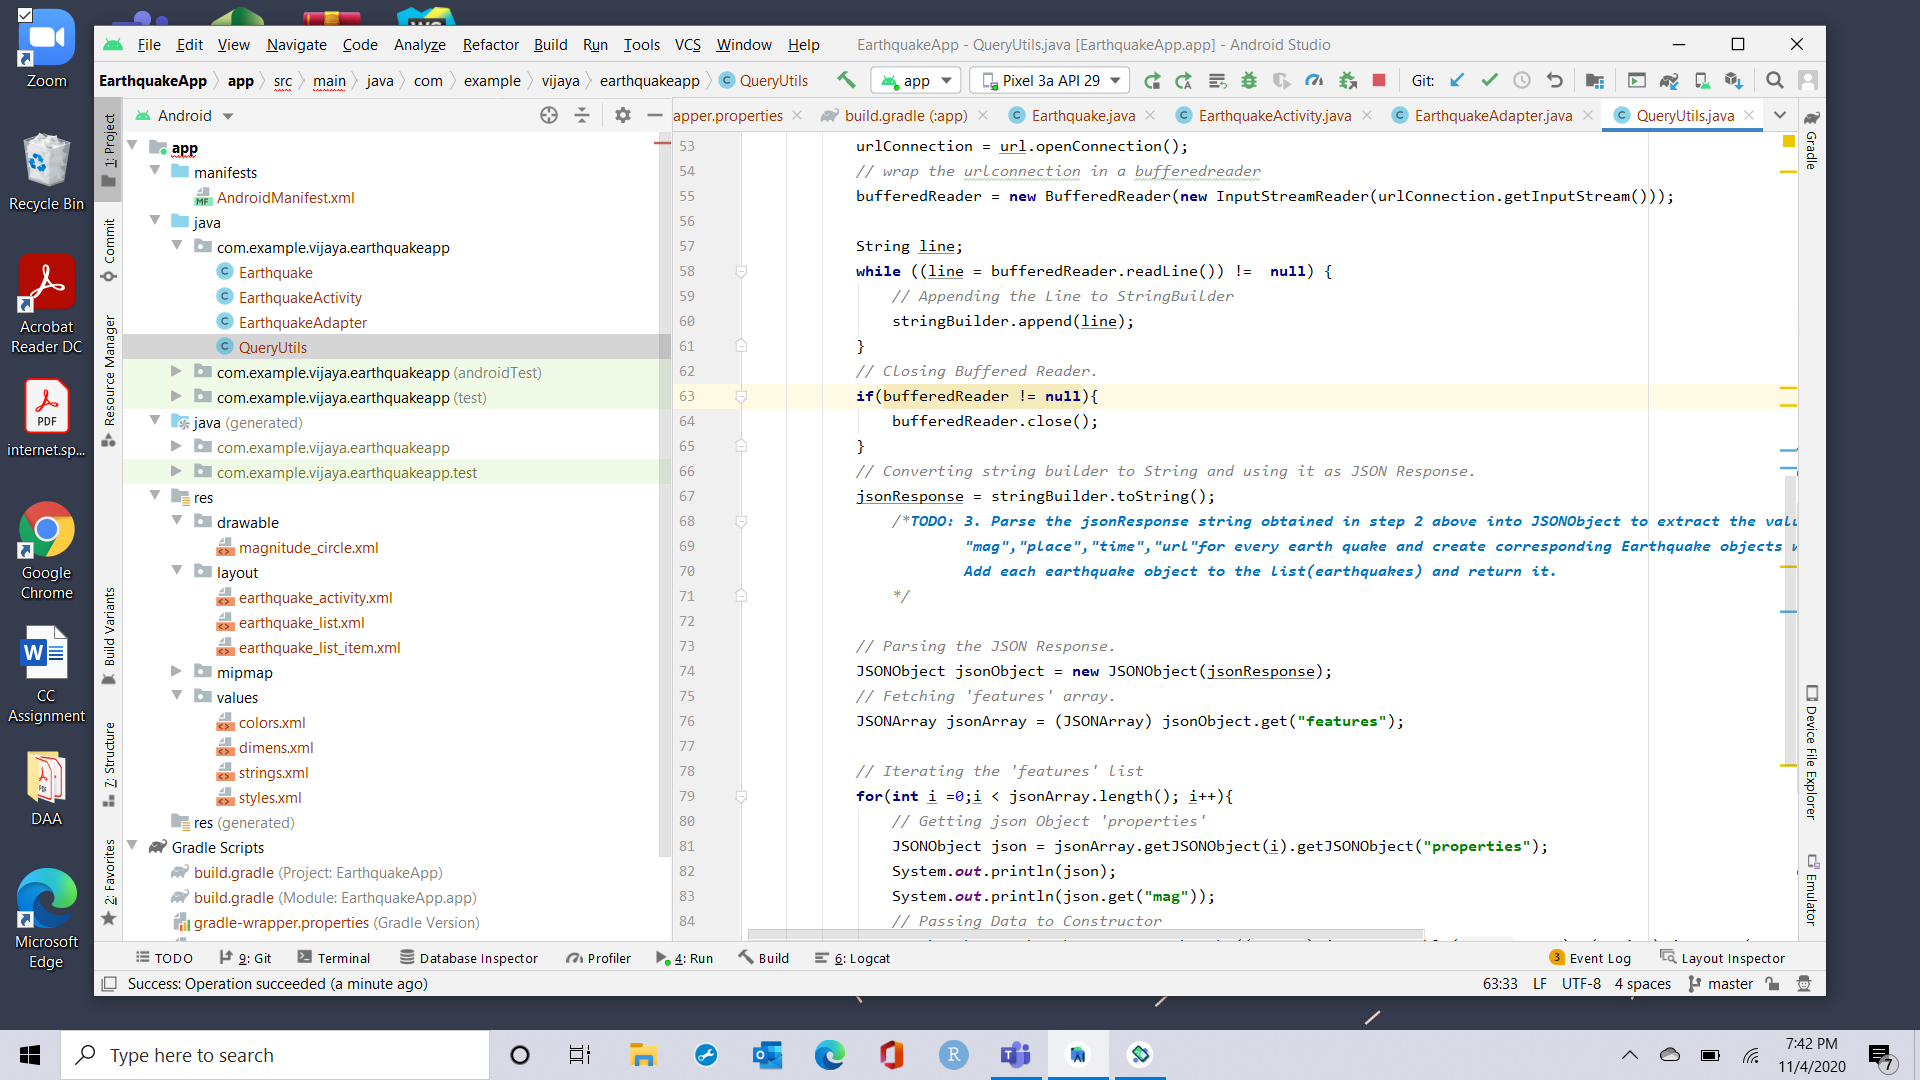 Zoom
Recycle Bin
Acrobat
Reader DC
PDF
internet.sp...
Google
Chrome
CC
Assignment
DAA
Microsoft
Edge
File Edit View Navigate Code Analyze Refactor Build Run Tools VCS Window Help EarthquakeApp - QueryUtils.java [EarthquakeApp.app] - Android Studio
EarthquakeApp app src main java com example vijaya earthquakeapp QueryUtils app Pixel 3a API 29 Git:
Android
apper.properties build.gradle (:app) Earthquake.java EarthquakeActivity.java EarthquakeAdapter.java QueryUtils.java
1: Project
Commit
Resource Manager
Build Variants
7: Structure
2: Favorites
app
manifests
AndroidManifest.xml
java
com.example.vijaya.earthquakeapp
Earthquake
EarthquakeActivity
EarthquakeAdapter
QueryUtils
com.example.vijaya.earthquakeapp (androidTest)
com.example.vijaya.earthquakeapp (test)
java (generated)
com.example.vijaya.earthquakeapp
com.example.vijaya.earthquakeapp.test
res
drawable
magnitude_circle.xml
layout
earthquake_activity.xml
earthquake_list.xml
earthquake_list_item.xml
mipmap
values
colors.xml
dimens.xml
strings.xml
styles.xml
res (generated)
Gradle Scripts
build.gradle (Project: EarthquakeApp)
build.gradle (Module: EarthquakeApp.app)
gradle-wrapper.properties (Gradle Version)
53 urlConnection = url.openConnection();
54 // wrap the urlconnection in a bufferedreader
55 bufferedReader = new BufferedReader(new InputStreamReader(urlConnection.getInputStream()));
56
57 String line;
58 while ((line = bufferedReader.readLine()) != null) {
59 // Appending the Line to StringBuilder
60 stringBuilder.append(line);
61 }
62 // Closing Buffered Reader.
63 if(bufferedReader != null){
64 bufferedReader.close();
65 }
66 // Converting string builder to String and using it as JSON Response.
67 jsonResponse = stringBuilder.toString();
68 /*TODO: 3. Parse the jsonResponse string obtained in step 2 above into JSONObject to extract the valu
69 "mag","place","time","url"for every earth quake and create corresponding Earthquake objects w
70 Add each earthquake object to the list(earthquakes) and return it.
71 */
72
73 // Parsing the JSON Response.
74 JSONObject jsonObject = new JSONObject(jsonResponse);
75 // Fetching 'features' array.
76 JSONArray jsonArray = (JSONArray) jsonObject.get("features");
77
78 // Iterating the 'features' list
79 for(int i =0;i < jsonArray.length(); i++){
80 // Getting json Object 'properties'
81 JSONObject json = jsonArray.getJSONObject(i).getJSONObject("properties");
82 System.out.println(json);
83 System.out.println(json.get("mag"));
84 // Passing Data to Constructor
Gradle
Device File Explorer
Emulator
TODO 9: Git Terminal Database Inspector Profiler 4: Run Build 6: Logcat 3 Event Log Layout Inspector
Success: Operation succeeded (a minute ago) 63:33 LF UTF-8 4 spaces master
Type here to search
7:42 PM
11/4/2020
7